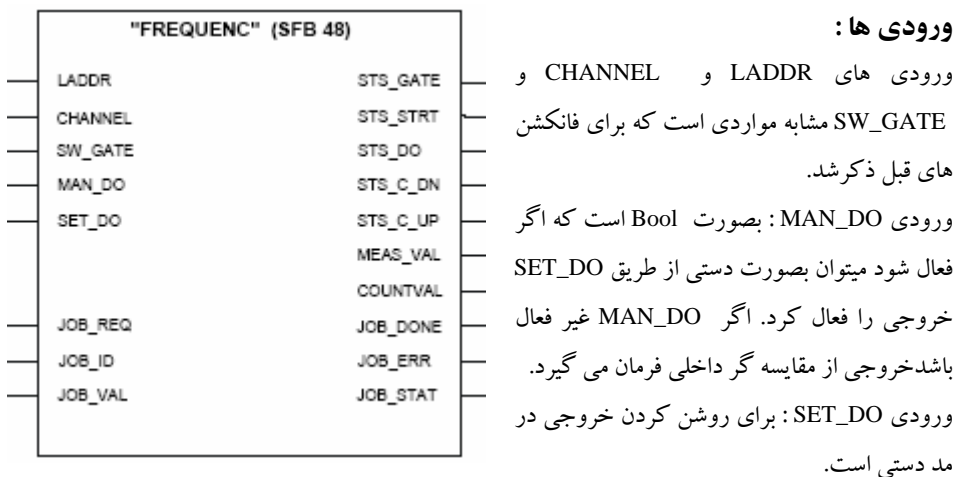 ورودی ها :
ورودی های LADDR و CHANNEL و
SW_GATE مشابه مواردی است که برای فانکشن
های قبل ذکرشد.
ورودی MAN_DO : بصورت Bool است که اگر
فعال شود میتوان بصورت دستی از طریق SET_DO
خروجی را فعال کرد. اگر MAN_DO غیر فعال
باشدخروجی از مقایسه گر داخلی فرمان می گیرد.
ورودی SET_DO : برای روشن کردن خروجی در
مد دستی است.
"FREQUENC" (SFB 48)
LADDR STS_GATE
CHANNEL STS_STRT
SW_GATE STS_DO
MAN_DO STS_C_DN
SET_DO STS_C_UP
MEAS_VAL
COUNTVAL
JOB_REQ JOB_DONE
JOB_ID JOB_ERR
JOB_VAL JOB_STAT